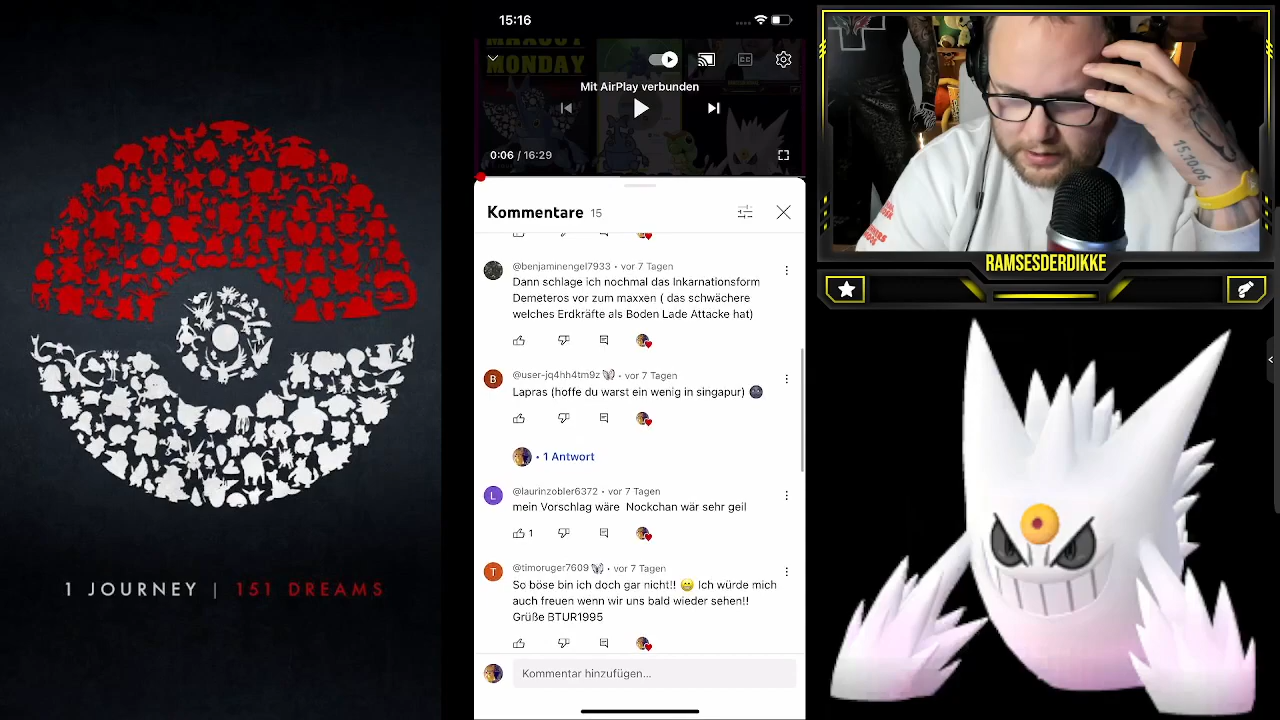 1 JOURNEY | 151 DREAMS
15:16
MONDAY
Mit AirPlay verbunden
0:06 / 16:29
Kommentare 15
@benjaminengel7933 • vor 7 Tagen
Dann schlage ich nochmal das Inkarnationsform
Demeteros vor zum maxxen ( das schwächere
welches Erdkräfte als Boden Lade Attacke hat)
B
@user-jq4hh4tm9z • vor 7 Tagen
Lapras (hoffe du warst ein wenig in singapur)
• 1 Antwort
L
@laurinzobler6372 • vor 7 Tagen
mein Vorschlag wäre Nockchan wär sehr geil
1
T
@timoruger7609 • vor 7 Tagen
So böse bin ich doch gar nicht!! 😁 Ich würde mich
auch freuen wenn wir uns bald wieder sehen!!
Grüße BTUR1995
Kommentar hinzufügen...
RAMSESDERDIKKE